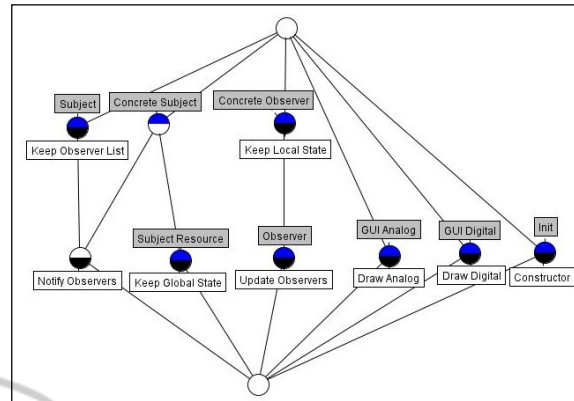 Subject
Concrete Subject
Concrete Observer
Keep Observer List
Keep Local State
Subject Resource
Observer
GUI Analog
GUI Digital
Init
Notify Observers
Keep Global State
Update Observers
Draw Analog
Draw Digital
Constructor